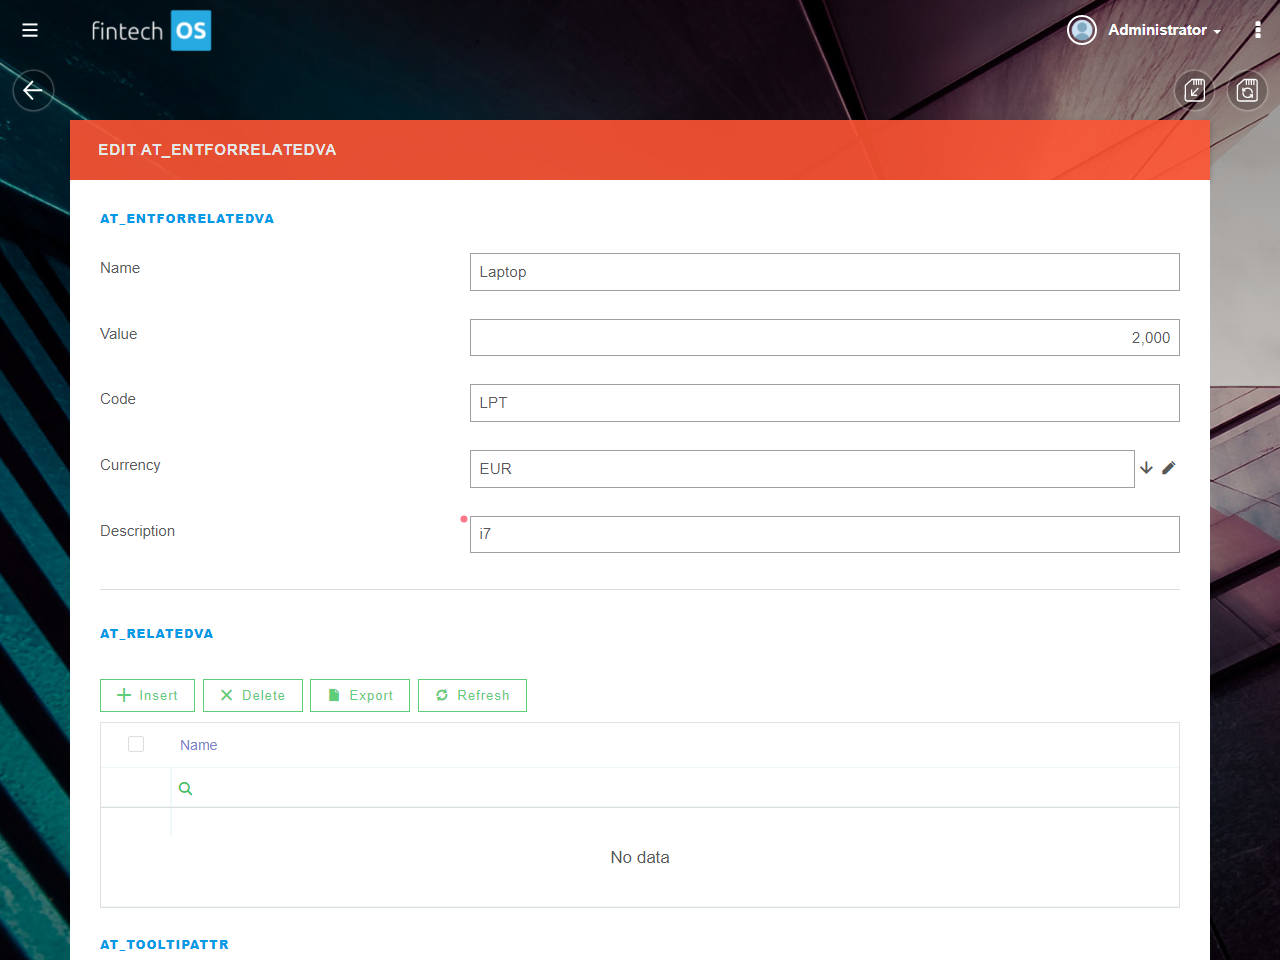 fintech OS
Administrator
EDIT AT_ENTFORRELATEDVA
AT_ENTFORRELATEDVA
Name
Laptop
Value
2,000
Code
LPT
Currency
EUR
Description
i7
AT_RELATEDVA
Insert
Delete
Export
Refresh
Name
No data
AT_TOOLTIPATTR